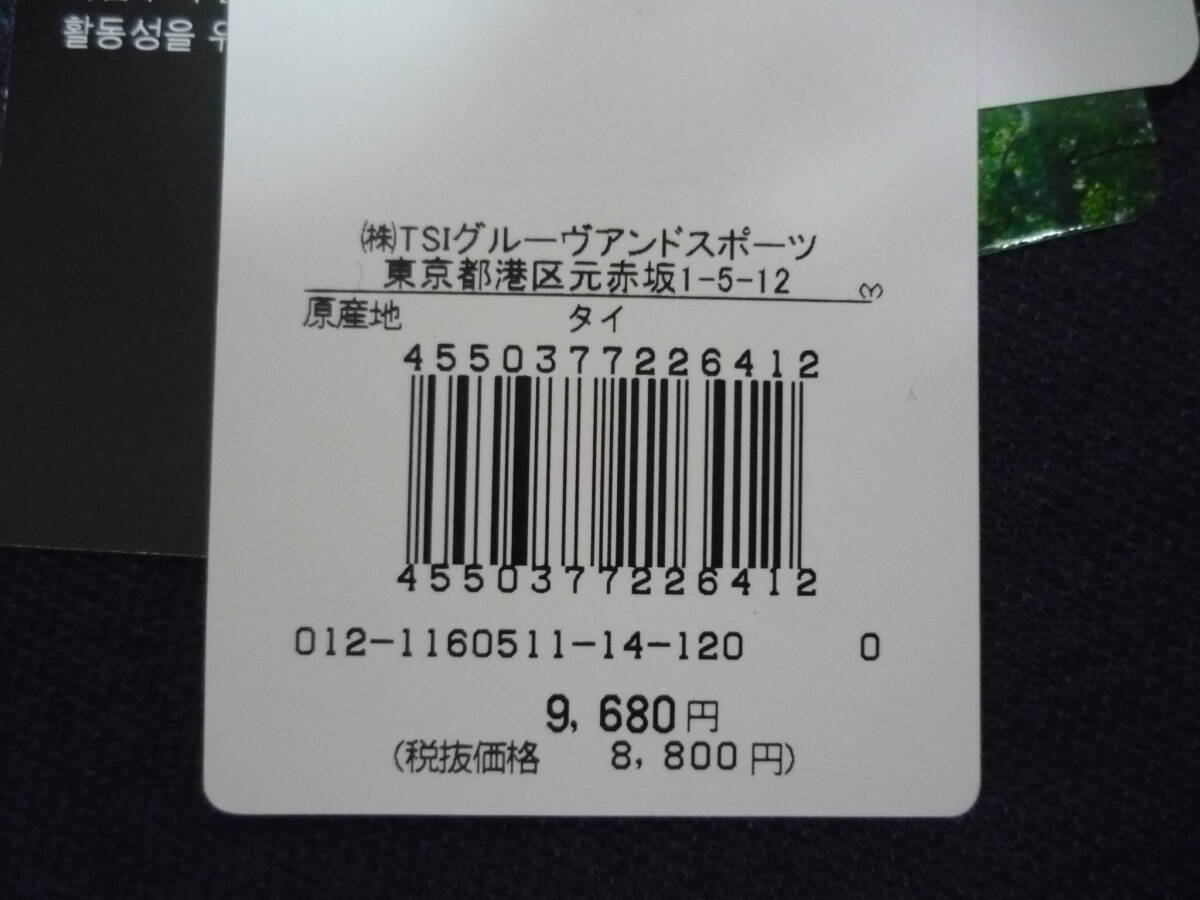 활동성을
㈱TSIグルーヴアンドスポーツ
東京都港区元赤坂1-5-12
原産地 タイ
4550377226412
4550377226412
012-1160511-14-120 0
9,680円
(税抜価格 8,800円)